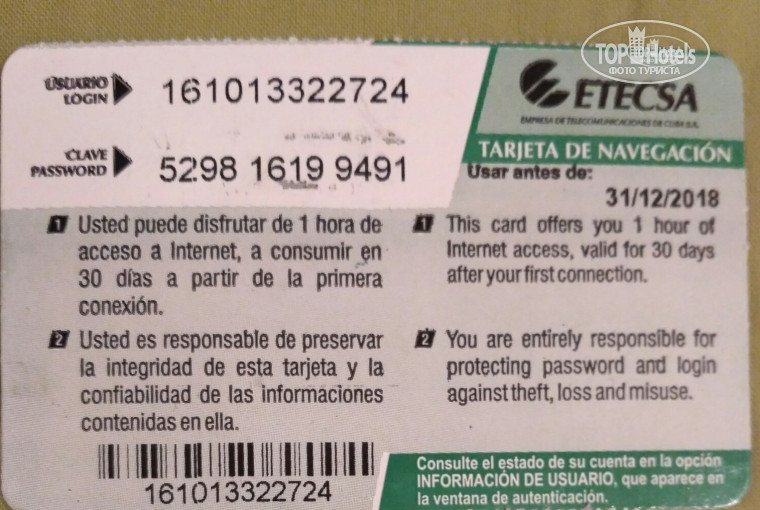 TOPHotels
ФОТО ТУРИСТА
USUARIO
LOGIN
161013322724
ETECSA
EMPRESA DE TELECOMUNICACIONES DE CUBA S.A.
CLAVE
PASSWORD
5298 1619 9491
TARJETA DE NAVEGACIÓN
Usar antes de:
31/12/2018
1 Usted puede disfrutar de 1 hora de
acceso a Internet, a consumir en
30 días a partir de la primera
conexión.
2 Usted es responsable de preservar
la integridad de esta tarjeta y la
confiabilidad de las informaciones
contenidas en ella.
1 This card offers you 1 hour of
Internet access, valid for 30 days
after your first connection.
2 You are entirely responsible for
protecting password and login
against theft, loss and misuse.
161013322724
Consulte el estado de su cuenta en la opción
INFORMACIÓN DE USUARIO, que aparece en
la ventana de autenticación.